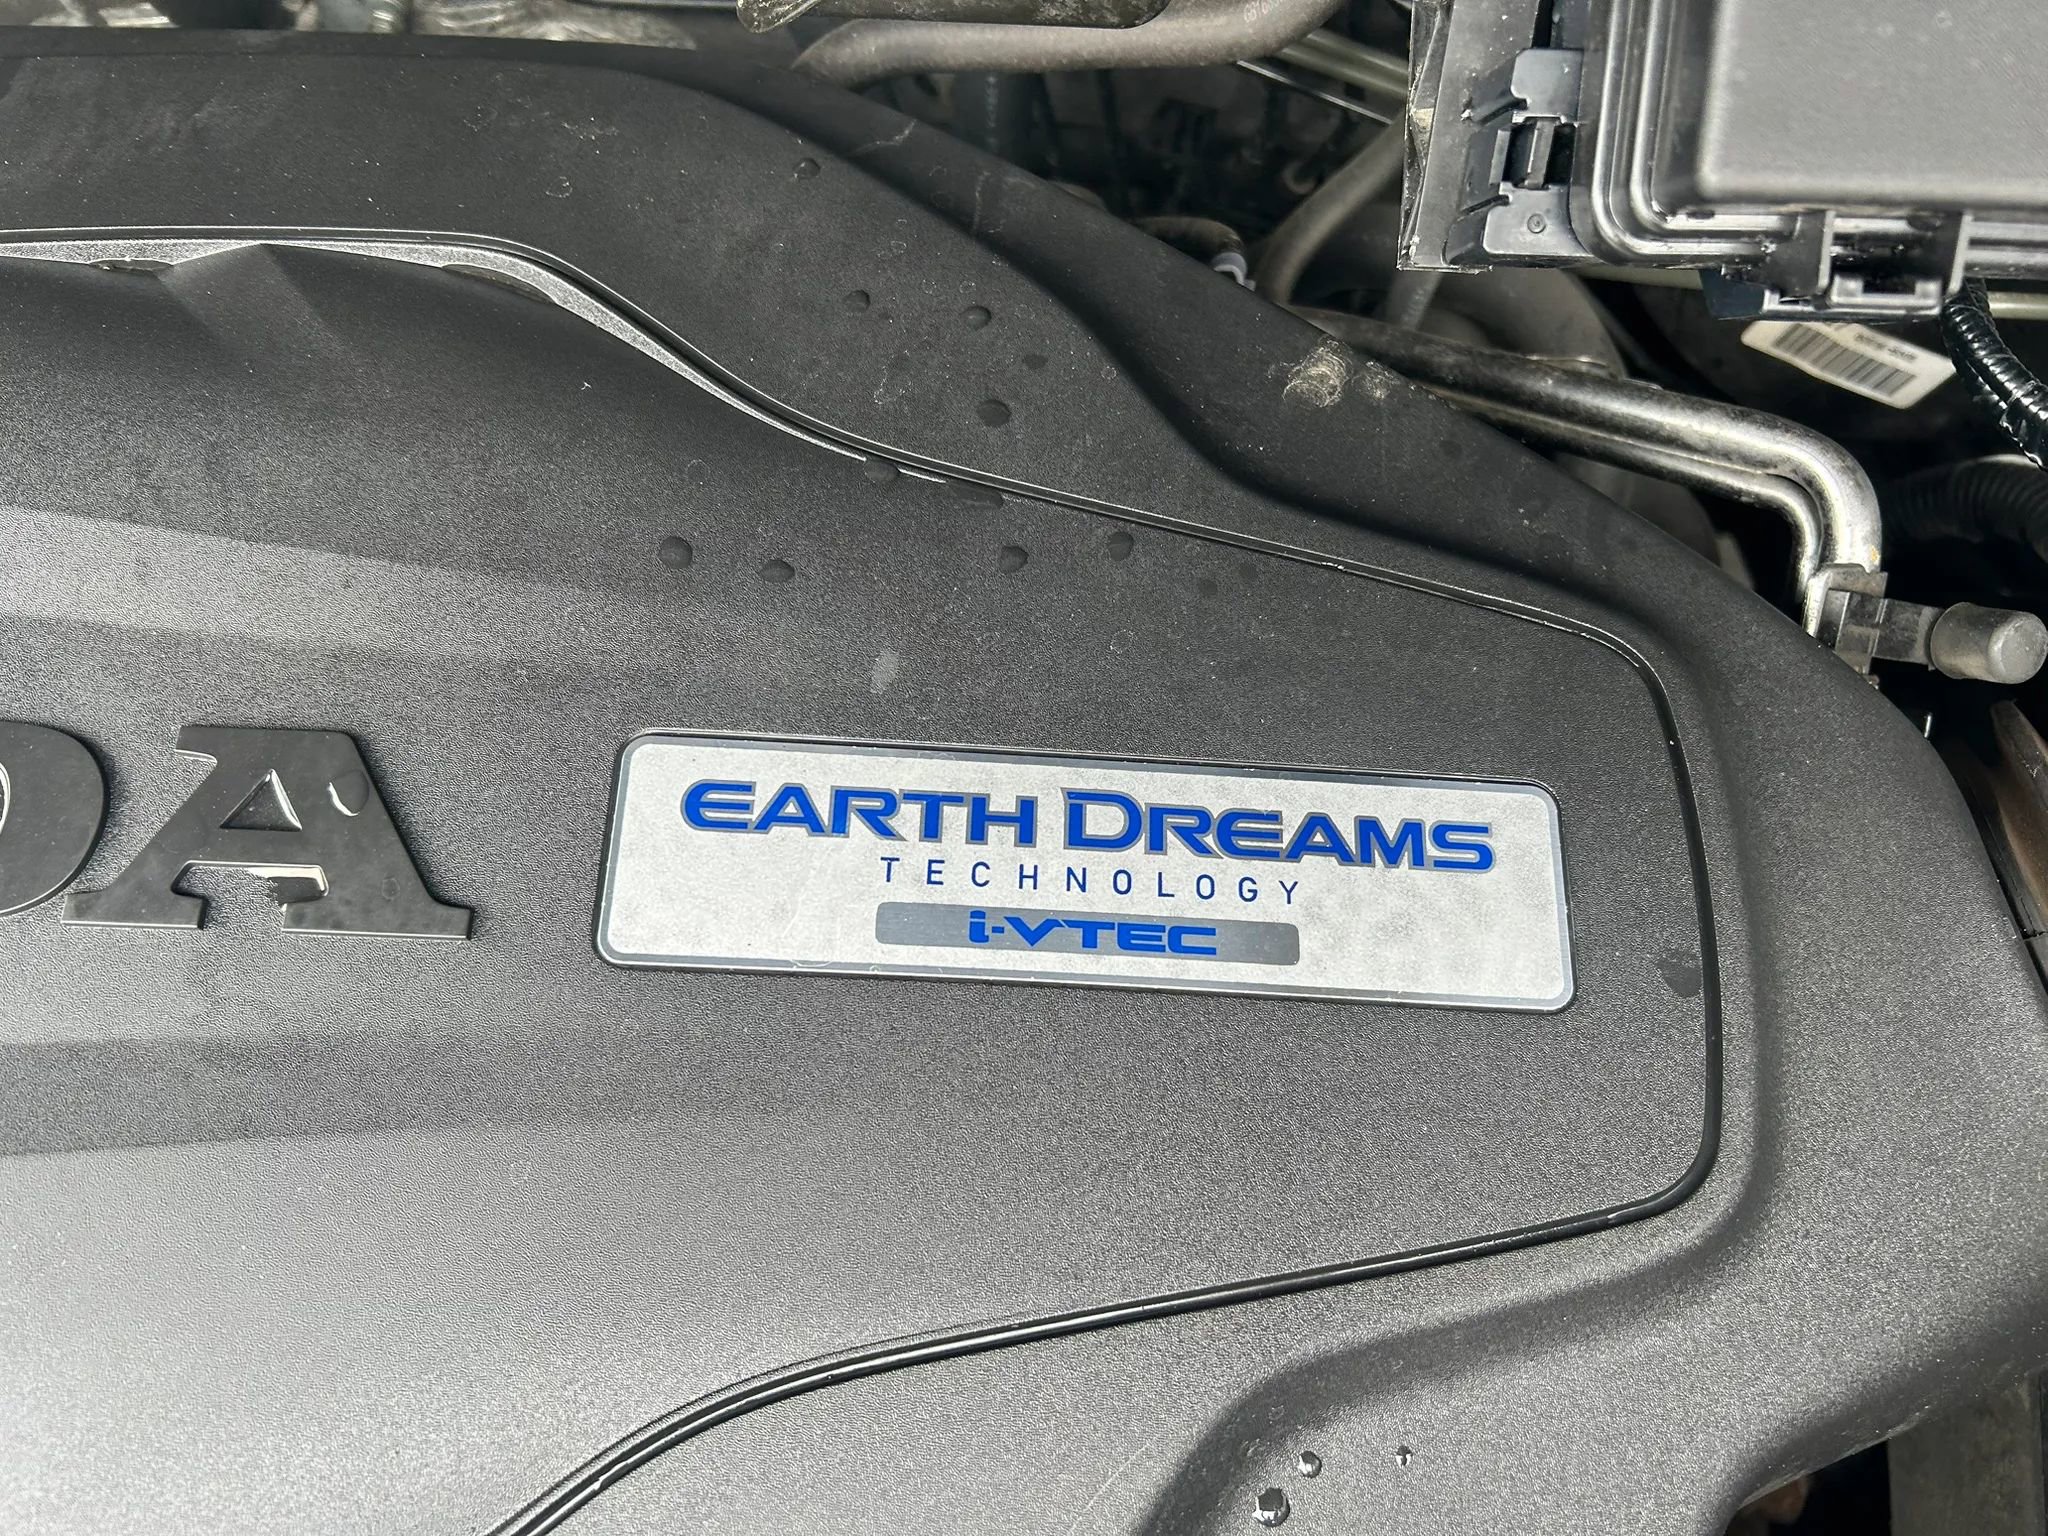 DA
EARTH DREAMS
TECHNOLOGY
i-VTEC